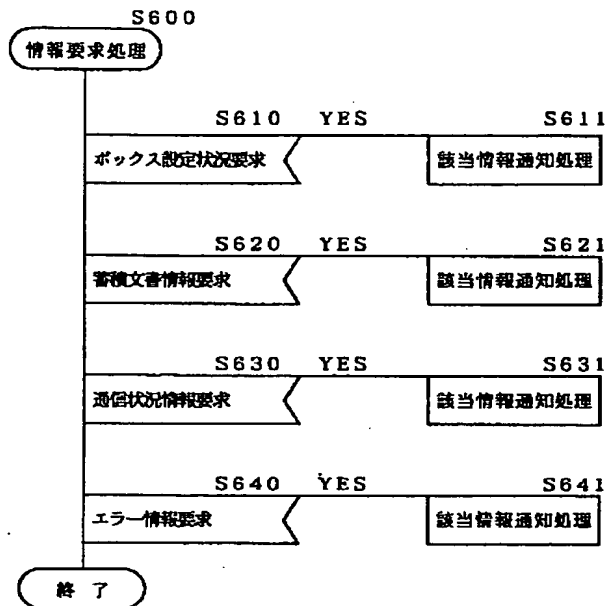 S600
情報要求処理
S610 YES S611
ボックス設定状況要求 該当情報通知処理
S620 YES S621
蓄積文書情報要求 該当情報通知処理
S630 YES S631
通信状況情報要求 該当情報通知処理
S640 YES S641
エラー情報要求 該当情報通知処理
終了